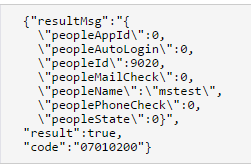 {"resultMsg":"{
\"peopleAppId\":0,
\"peopleAutoLogin\":0,
\"peopleId\":9020,
\"peopleMailCheck\":0,
\"peopleName\":\"mstest\",
\"peoplePhoneCheck\":0,
\"peopleState\":0}",
"result":true,
"code":"07010200"}